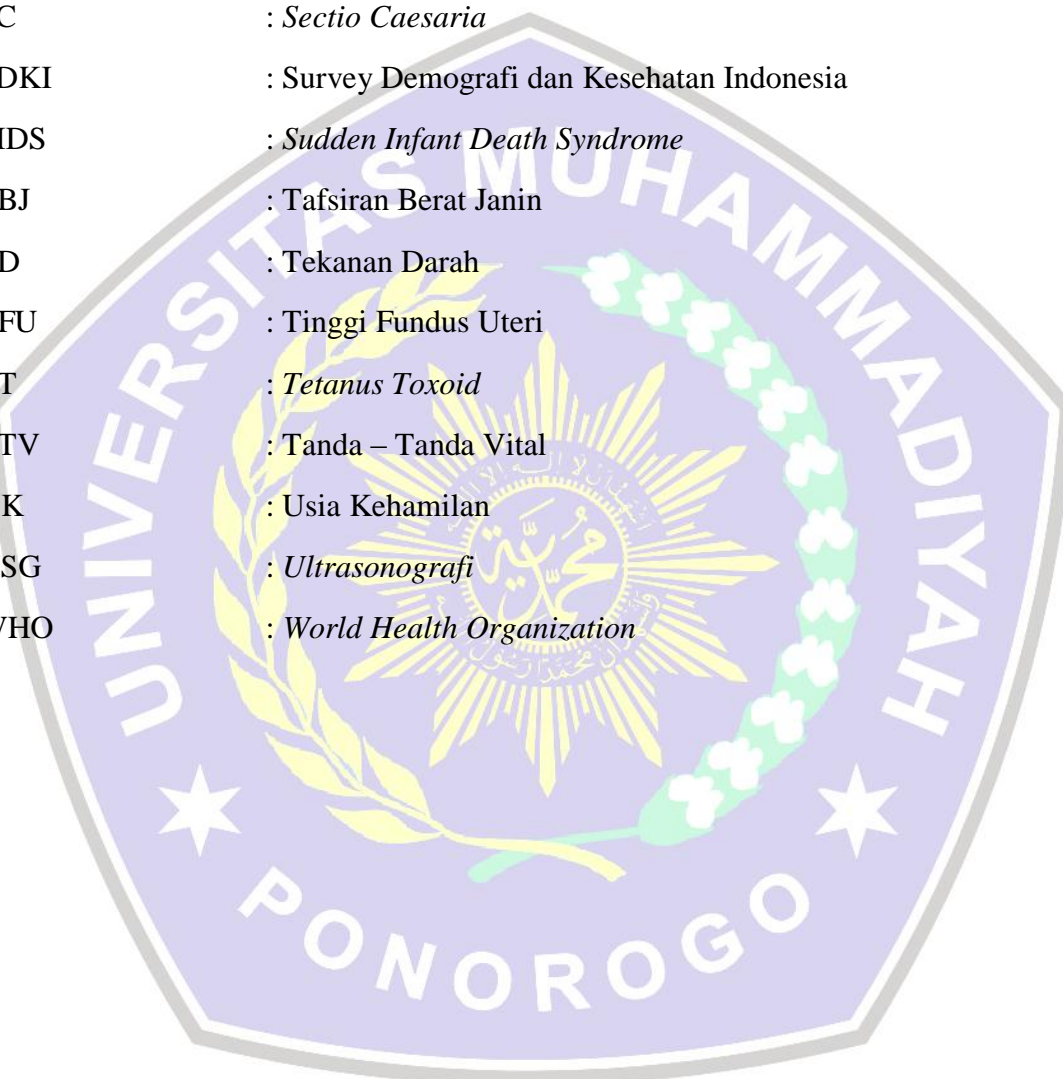 C : Sectio Caesaria
DKI : Survey Demografi dan Kesehatan Indonesia
IDS : Sudden Infant Death Syndrome
BJ : Tafsiran Berat Janin
D : Tekanan Darah
FU : Tinggi Fundus Uteri
T : Tetanus Toxoid
TV : Tanda – Tanda Vital
K : Usia Kehamilan
SG : Ultrasonografi
WHO : World Health Organization
UNIVERSITAS MUHAMMADIYAH
PONOROGO